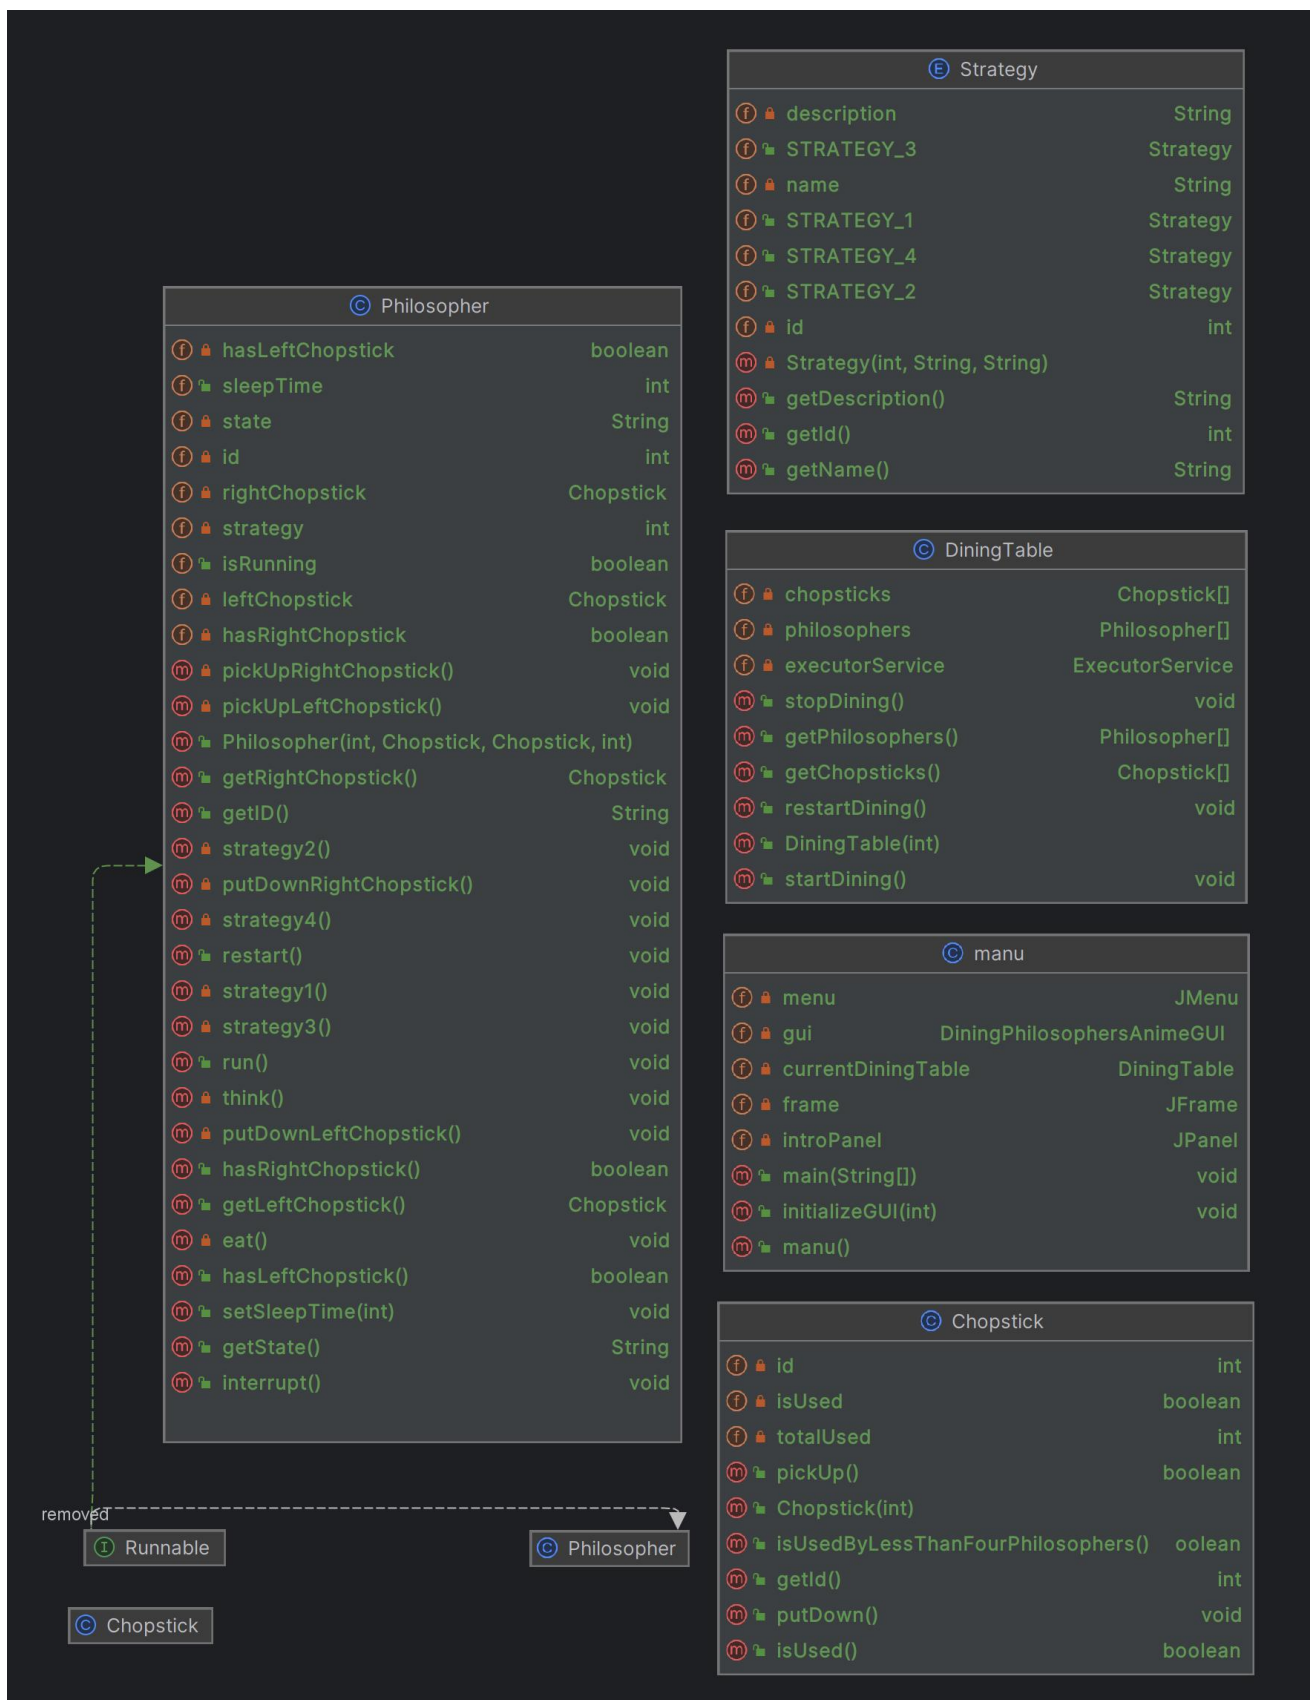 Strategy
description String
STRATEGY_3 Strategy
name String
STRATEGY_1 Strategy
STRATEGY_4 Strategy
STRATEGY_2 Strategy
id int
Strategy(int, String, String)
getDescription() String
getId() int
getName() String
Philosopher
hasLeftChopstick boolean
sleepTime int
state String
id int
rightChopstick Chopstick
strategy int
isRunning boolean
leftChopstick Chopstick
hasRightChopstick boolean
pickUpRightChopstick() void
pickUpLeftChopstick() void
Philosopher(int, Chopstick, Chopstick, int)
getRightChopstick() Chopstick
getID() String
strategy2() void
putDownRightChopstick() void
strategy4() void
restart() void
strategy1() void
strategy3() void
run() void
think() void
putDownLeftChopstick() void
hasRightChopstick() boolean
getLeftChopstick() Chopstick
eat() void
hasLeftChopstick() boolean
setSleepTime(int) void
getState() String
interrupt() void
DiningTable
chopsticks Chopstick[]
philosophers Philosopher[]
executorService ExecutorService
stopDining() void
getPhilosophers() Philosopher[]
getChopsticks() Chopstick[]
restartDining() void
DiningTable(int)
startDining() void
manu
menu JMenu
gui DiningPhilosophersAnimeGUI
currentDiningTable DiningTable
frame JFrame
introPanel JPanel
main(String[]) void
initializeGUI(int) void
manu()
Chopstick
id int
isUsed boolean
totalUsed int
pickUp() boolean
Chopstick(int)
isUsedByLessThanFourPhilosophers() oolean
getId() int
putDown() void
isUsed() boolean
removed
Runnable
Philosopher
Chopstick